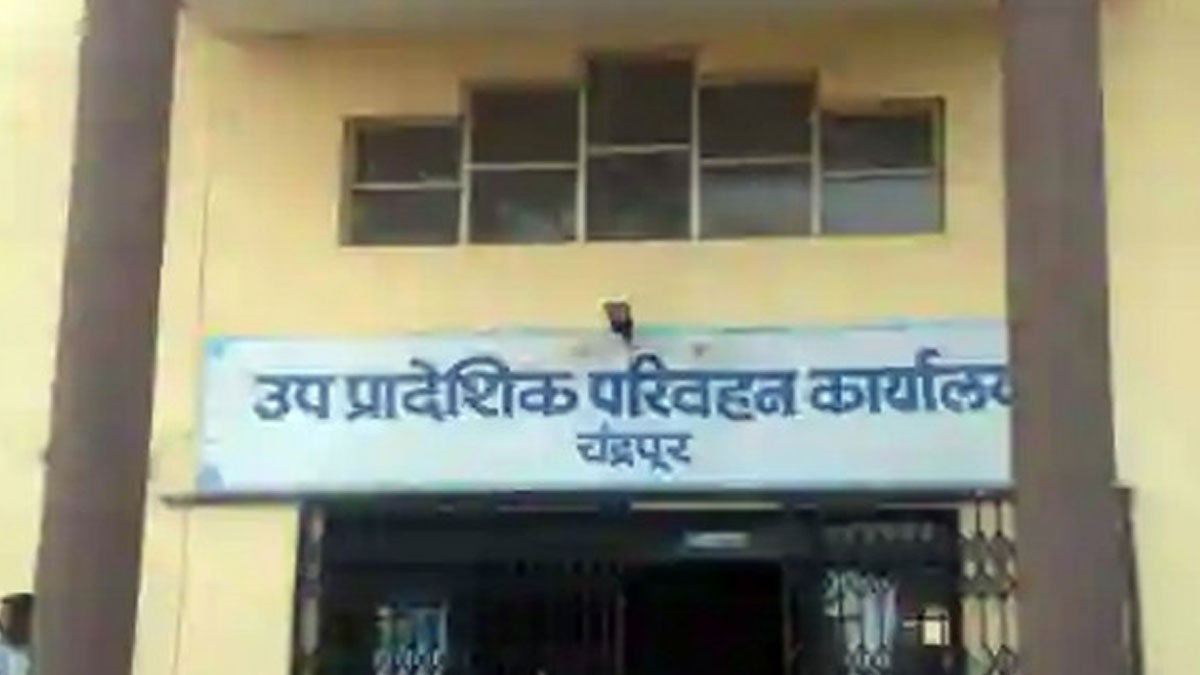 उप प्रादेशिक परिवहन कार्यालय
चंद्रपूर